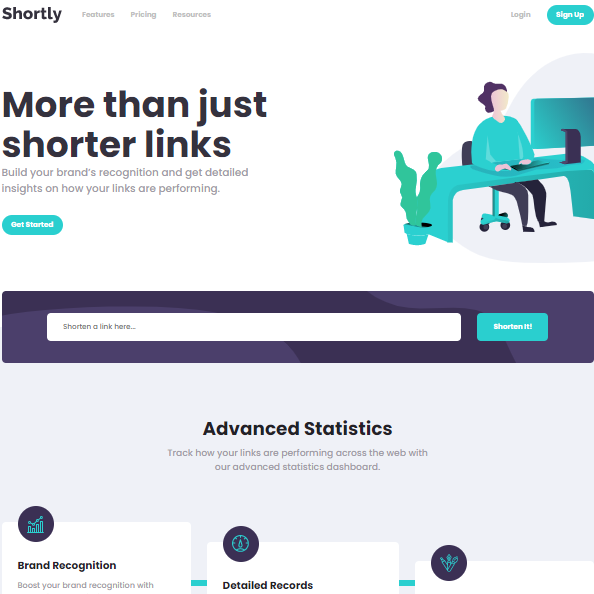 Shortly Features Pricing Resources Login Sign Up
More than just
shorter links
Build your brand's recognition and get detailed
insights on how your links are performing.
Get Started
Shorten a link here... Shorten It!
Advanced Statistics
Track how your links are performing across the web with
our advanced statistics dashboard.
Brand Recognition
Boost your brand recognition with
Detailed Records